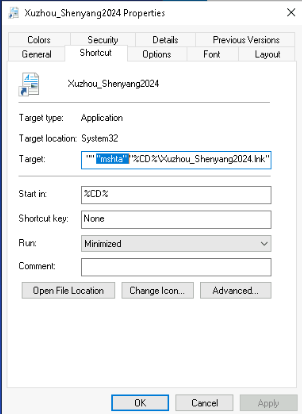 Xuzhou_Shenyang2024 Properties
Colors Security Details Previous Versions
General Shortcut Options Font Layout
Xuzhou_Shenyang2024
Target type: Application
Target location: System32
Target: "" "mshta" "%CD%\Xuzhou_Shenyang2024.lnk"
Start in: %CD%
Shortcut key: None
Run: Minimized
Comment:
Open File Location Change Icon... Advanced...
OK Cancel Apply